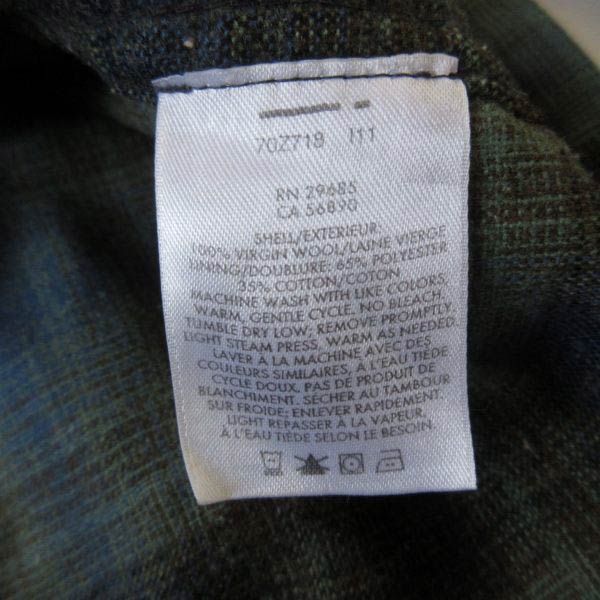 70Z718 I11
RN 29685
CA 56890
SHELL/EXTERIEUR:
100% VIRGIN WOOL/LAINE VIERGE
LINING/DOUBLURE: 65% POLYESTER
35% COTTON/COTON
MACHINE WASH WITH LIKE COLORS,
WARM, GENTLE CYCLE. NO BLEACH.
TUMBLE DRY LOW; REMOVE PROMPTLY.
LIGHT STEAM PRESS, WARM AS NEEDED.
LAVER À LA MACHINE AVEC DES
COULEURS SIMILAIRES, À L'EAU TIÈDE
CYCLE DOUX, PAS DE PRODUIT DE
BLANCHIMENT. SÉCHER AU TAMBOUR
SUR FROIDE; ENLEVER RAPIDEMENT.
LIGHT REPASSER À LA VAPEUR,
À L'EAU TIÈDE SELON LE BESOIN.